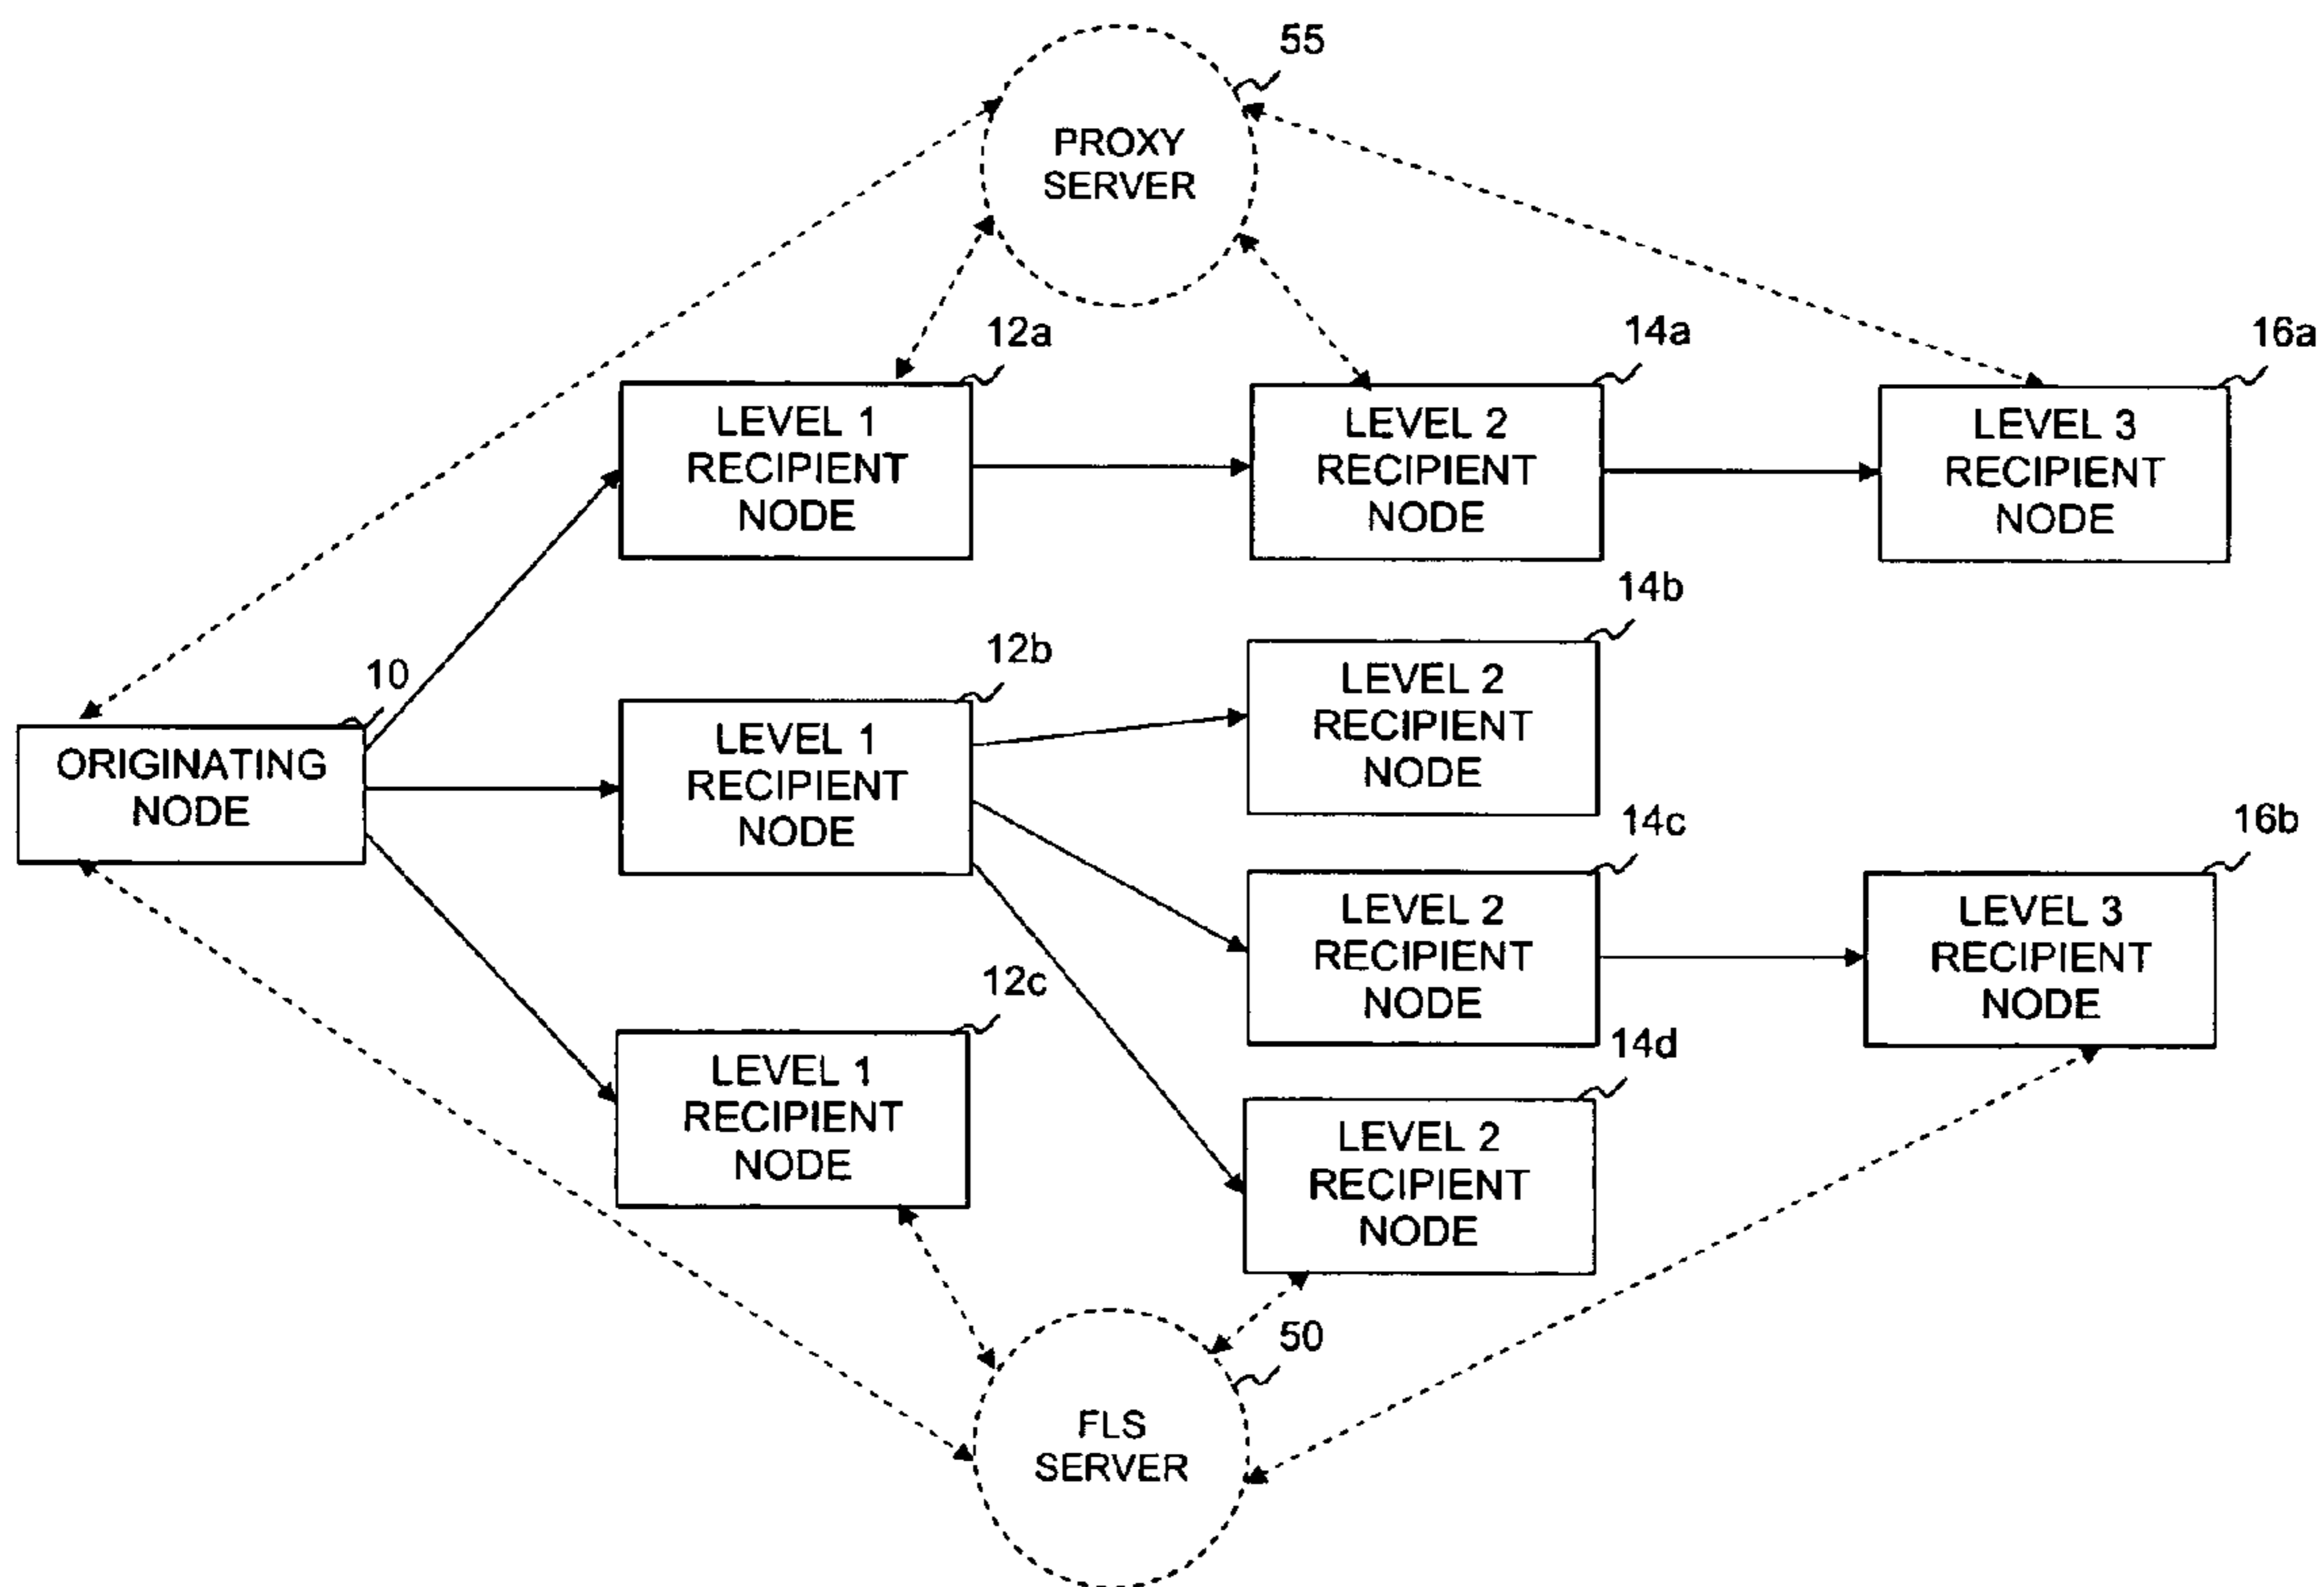 55
PROXY
SERVER
12a
14a
16a
LEVEL 1
RECIPIENT
NODE
LEVEL 2
RECIPIENT
NODE
LEVEL 3
RECIPIENT
NODE
14b
12b
10
LEVEL 2
RECIPIENT
NODE
LEVEL 1
RECIPIENT
NODE
ORIGINATING
NODE
14c
16b
LEVEL 2
RECIPIENT
NODE
LEVEL 3
RECIPIENT
NODE
12c
14d
LEVEL 1
RECIPIENT
NODE
LEVEL 2
RECIPIENT
NODE
50
FLS
SERVER